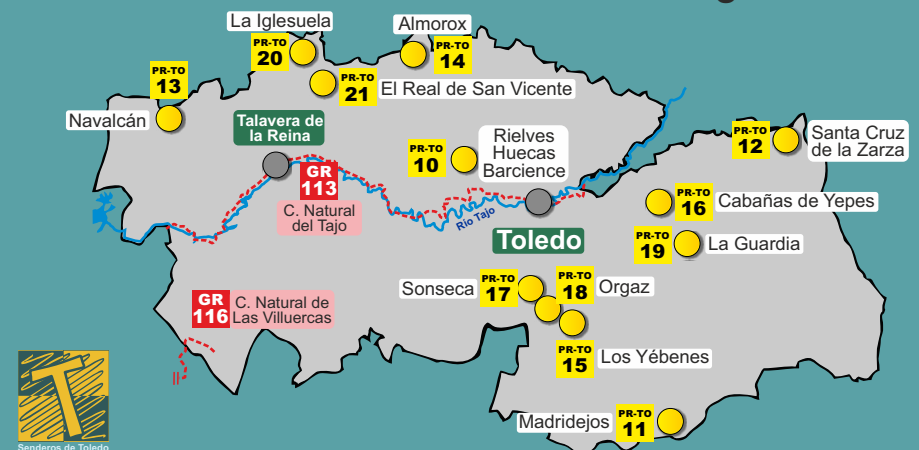 La Iglesuela
PR-TO
20
Almorox
PR-TO
14
PR-TO
13
Navalcán
PR-TO
21
El Real de San Vicente
Talavera de
la Reina
GR
113
C. Natural
del Tajo
PR-TO
10
Rielves
Huecas
Barcience
PR-TO
12
Santa Cruz
de la Zarza
PR-TO
16
Cabañas de Yepes
Río Tajo
Toledo
PR-TO
19
La Guardia
Sonseca
PR-TO
17
PR-TO
18
Orgaz
GR
116
C. Natural de
Las Villuercas
PR-TO
15
Los Yébenes
Madridejos
PR-TO
11
T
Senderos de Toledo